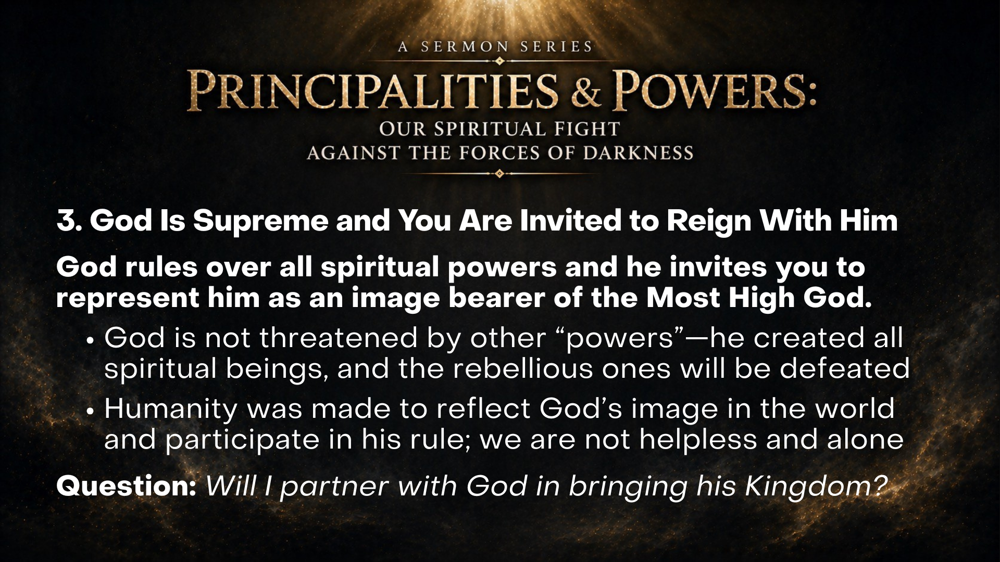 A SERMON SERIES
PRINCIPALITIES & POWERS:
OUR SPIRITUAL FIGHT
AGAINST THE FORCES OF DARKNESS
3. God Is Supreme and You Are Invited to Reign With Him
God rules over all spiritual powers and he invites you to
represent him as an image bearer of the Most High God.
• God is not threatened by other “powers”—he created all
spiritual beings, and the rebellious ones will be defeated
• Humanity was made to reflect God’s image in the world
and participate in his rule; we are not helpless and alone
Question: Will I partner with God in bringing his Kingdom?